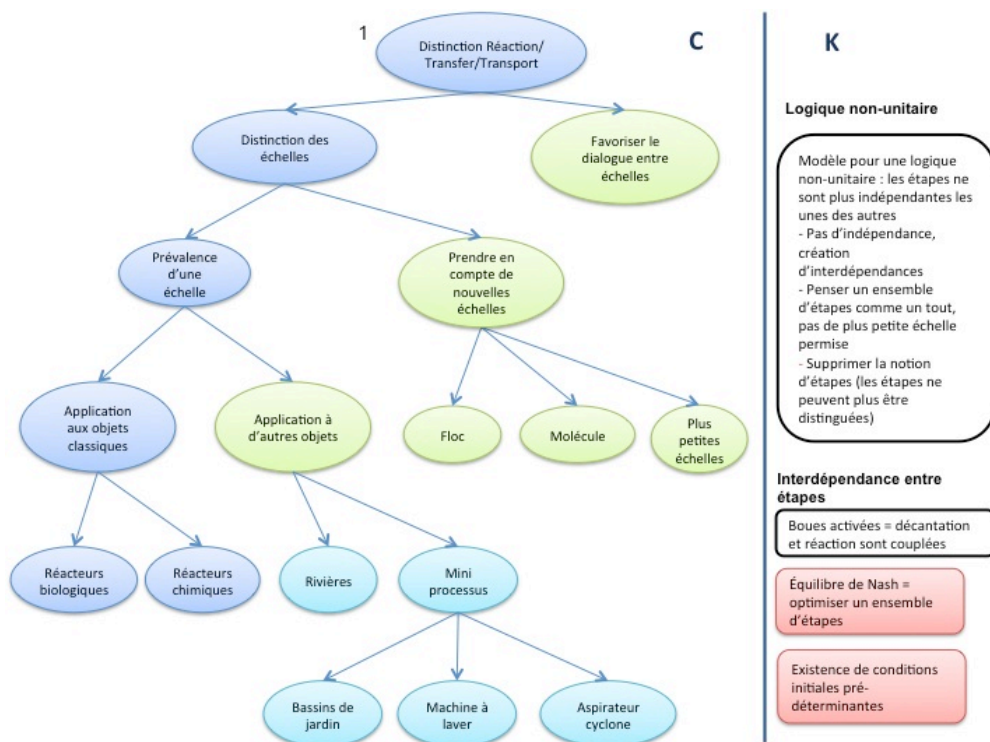 1
Distinction Réaction/
Transfer/Transport
C
K
Distinction des
échelles
Favoriser le
dialogue entre
échelles
Prévalence
d'une
échelle
Prendre en
compte de
nouvelles
échelles
Application
aux objets
classiques
Application à
d'autres objets
Floc
Molécule
Plus
petites
échelles
Réacteurs
biologiques
Réacteurs
chimiques
Rivières
Mini
processus
Bassins de
jardin
Machine à
laver
Aspirateur
cyclone
Logique non-unitaire
Modèle pour une logique
non-unitaire : les étapes ne
sont plus indépendantes les
unes des autres
- Pas d'indépendance,
création
d'interdépendances
- Penser un ensemble
d'étapes comme un tout,
pas de plus petite échelle
permise
- Supprimer la notion
d'étapes (les étapes ne
peuvent plus être
distinguées)
Interdépendance entre
étapes
Boues activées = décantation
et réaction sont couplées
Équilibre de Nash =
optimiser un ensemble
d'étapes
Existence de conditions
initiales pré-
déterminantes